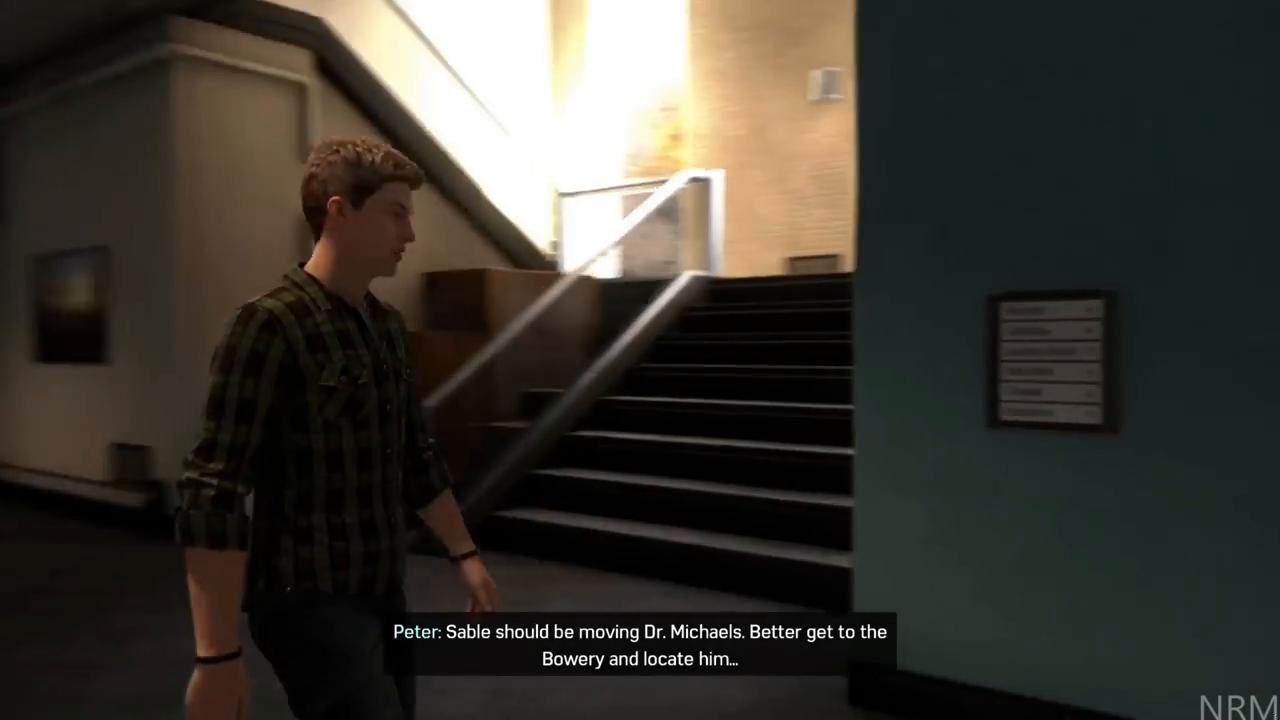 Peter: Sable should be moving Dr. Michaels. Better get to the
Bowery and locate him...
NRM